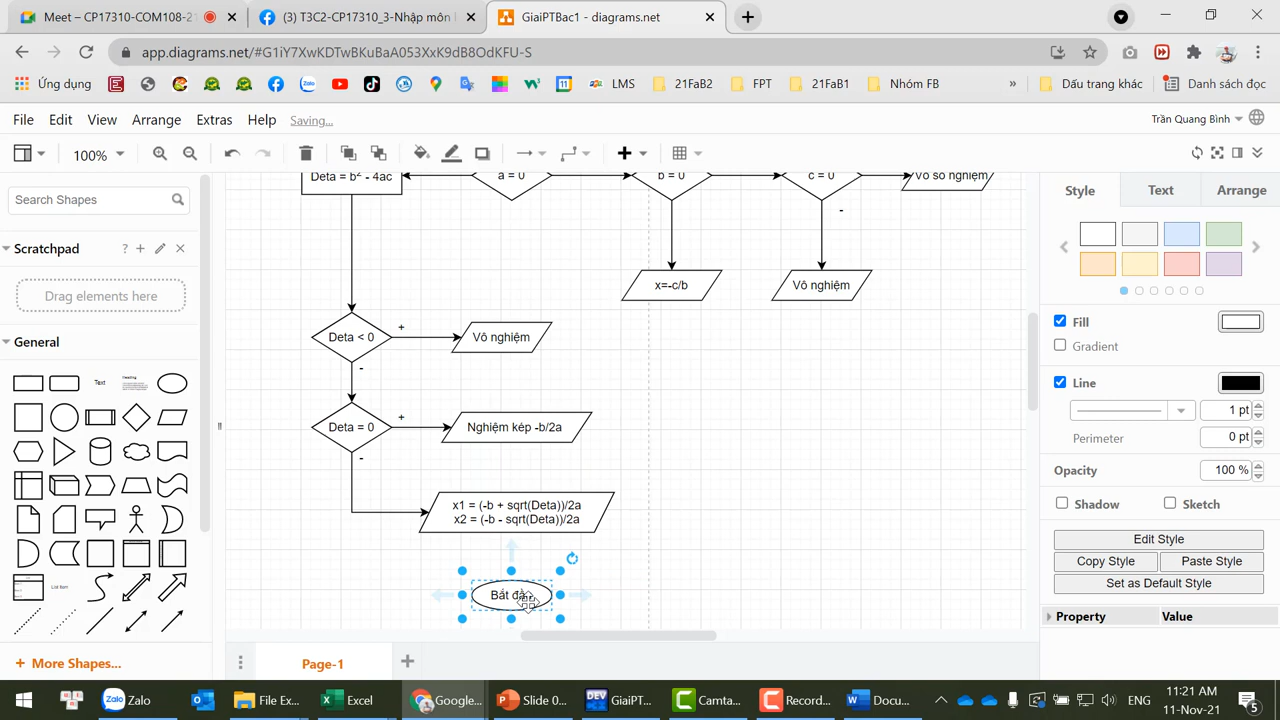 Meet – CP17310-COM108-2
(3) T3C2-CP17310_3-Nhập môn l
GiaiPTBac1 - diagrams.net
app.diagrams.net/#G1iY7XwKDTwBKuBaA053XxK9dB8OdKFU-S
Ứng dụng
LMS
21FaB2
FPT
21FaB1
Nhóm FB
»
Dấu trang khác
Danh sách đọc
File
Edit
View
Arrange
Extras
Help
Saving...
Trần Quang Bình
100%
Search Shapes
Scratchpad
Drag elements here
General
Text
Heading
List Item
+ More Shapes...
Deta = b² - 4ac
a = 0
b = 0
c = 0
Vô số nghiệm
-
x=-c/b
Vô nghiệm
Deta < 0
+
Vô nghiệm
-
Deta = 0
+
Nghiệm kép -b/2a
-
x1 = (-b + sqrt(Deta))/2a
x2 = (-b - sqrt(Deta))/2a
Bắt đầu
Page-1
Style
Text
Arrange
Fill
Gradient
Line
1 pt
Perimeter
0 pt
Opacity
100 %
Shadow
Sketch
Edit Style
Copy Style
Paste Style
Set as Default Style
Property
Value
Zalo
File Ex...
Excel
Google...
Slide 0...
DEV
GiaiPT...
Camta...
Recor...
Docu...
ENG
11:21 AM
11-Nov-21
5